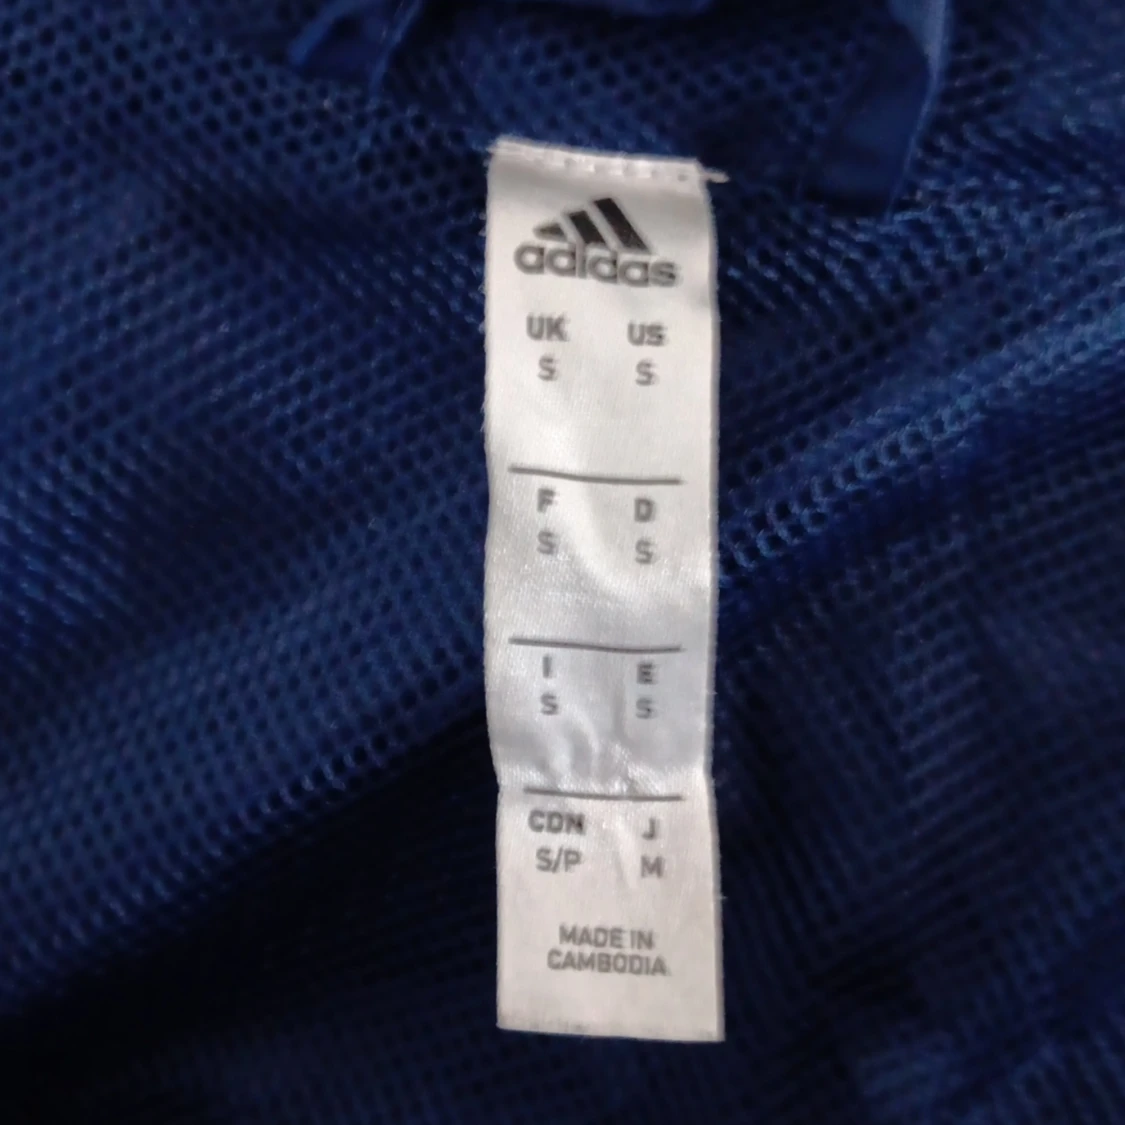 adidas
UK US
S S
F D
S S
I E
S S
CDN J
S/P M
MADE IN
CAMBODIA